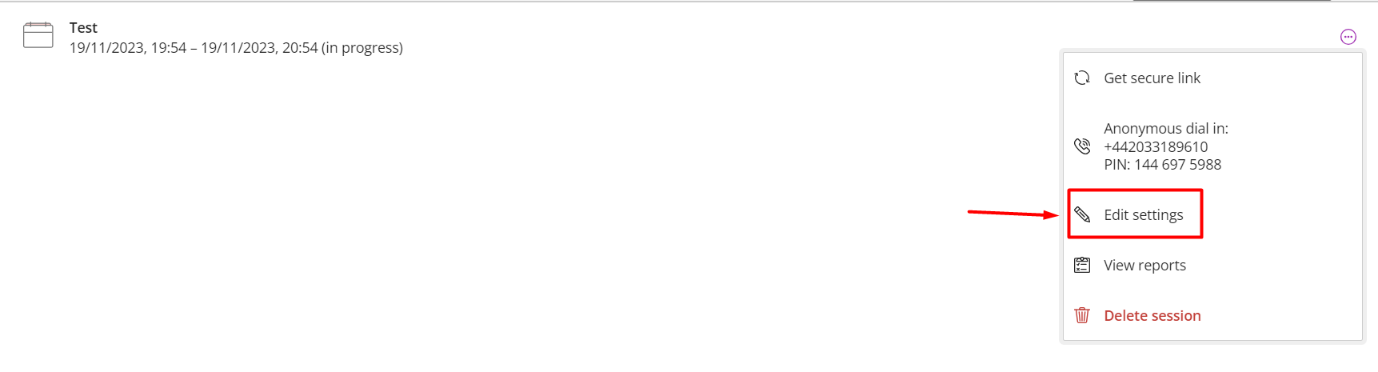 Test
19/11/2023, 19:54 – 19/11/2023, 20:54 (in progress)
Get secure link
Anonymous dial in:
+442033189610
PIN: 144 697 5988
Edit settings
View reports
Delete session